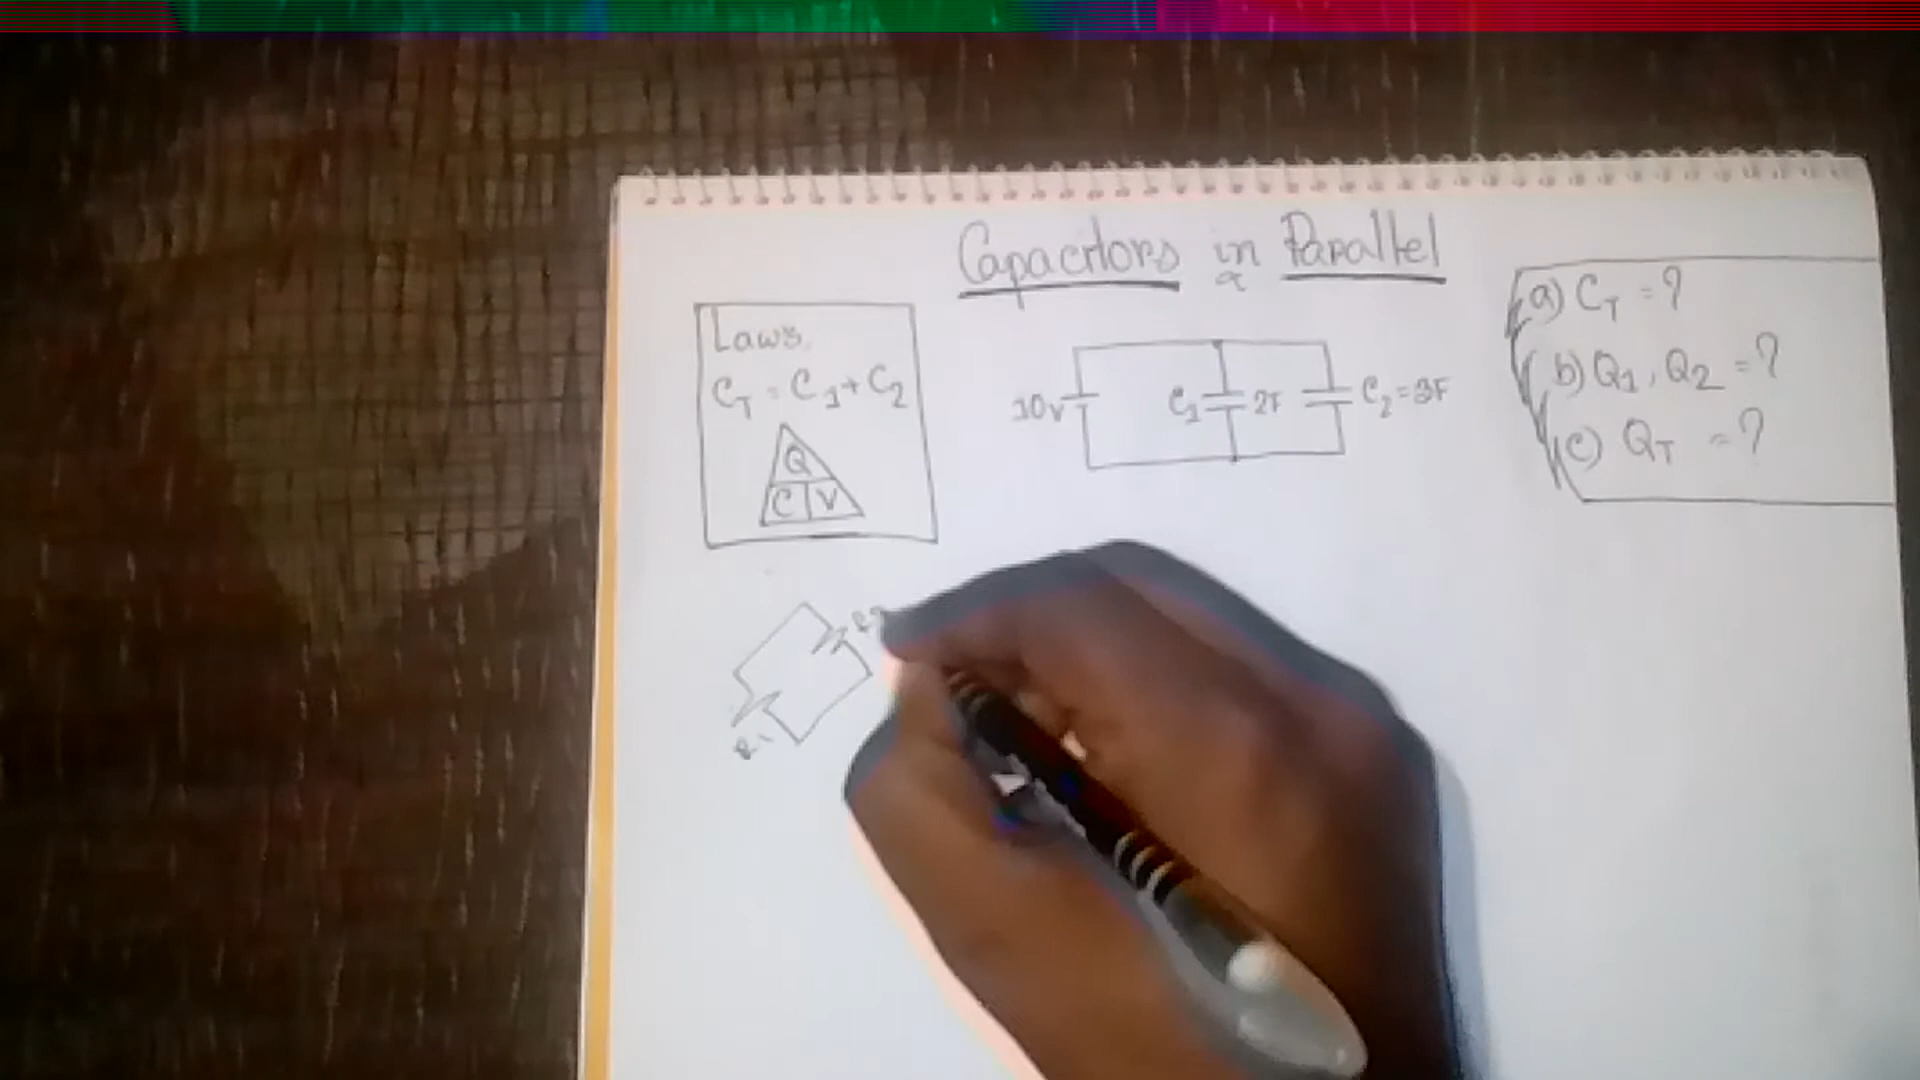 Capacitors in Parallel
Laws.
C_T = C_1 + C_2
Q
C V
10v
C_1 2F
C_2 = 3F
a) C_T = ?
b) Q_1, Q_2 = ?
c) Q_T = ?